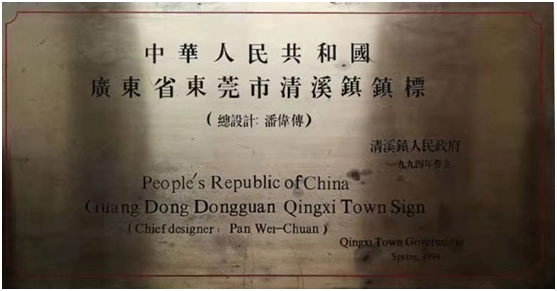 中華人民共和國
廣東省東莞市清溪鎮鎮標
(總設計:潘偉傳)
清溪鎮人民政府
一九九四年春立
People's Republic of China
Guang Dong Dongguan Qingxi Town Sign
(Chief designer: Pan Wei-Chuan)
Qingxi Town Government
Spring, 1994